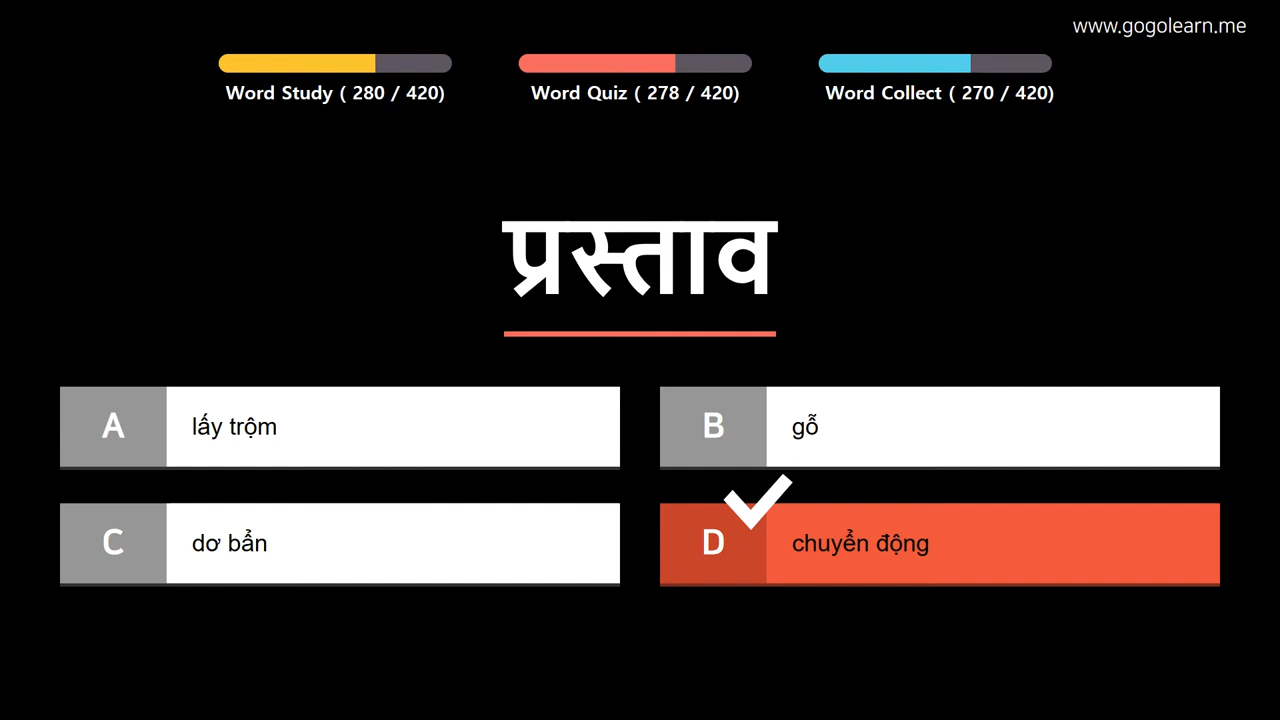 www.gogolearn.me
Word Study ( 280 / 420)
Word Quiz ( 278 / 420)
Word Collect ( 270 / 420)
प्रस्ताव
A lấy trộm
B gỗ
C dơ bẩn
D chuyển động